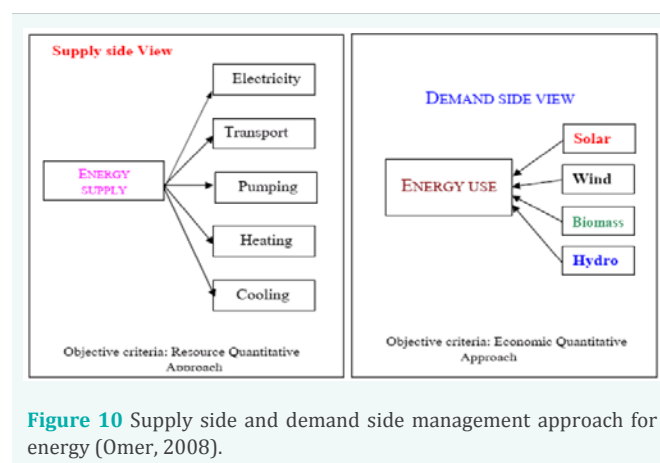 Supply side View
Electricity
Transport
ENERGY
SUPPLY
Pumping
Heating
Cooling
Objective criteria: Resource Quantitative
Approach
DEMAND SIDE VIEW
Solar
ENERGY USE
Wind
Biomass
Hydro
Objective criteria: Economic Quantitative
Approach
Figure 10 Supply side and demand side management approach for
energy (Omer, 2008).